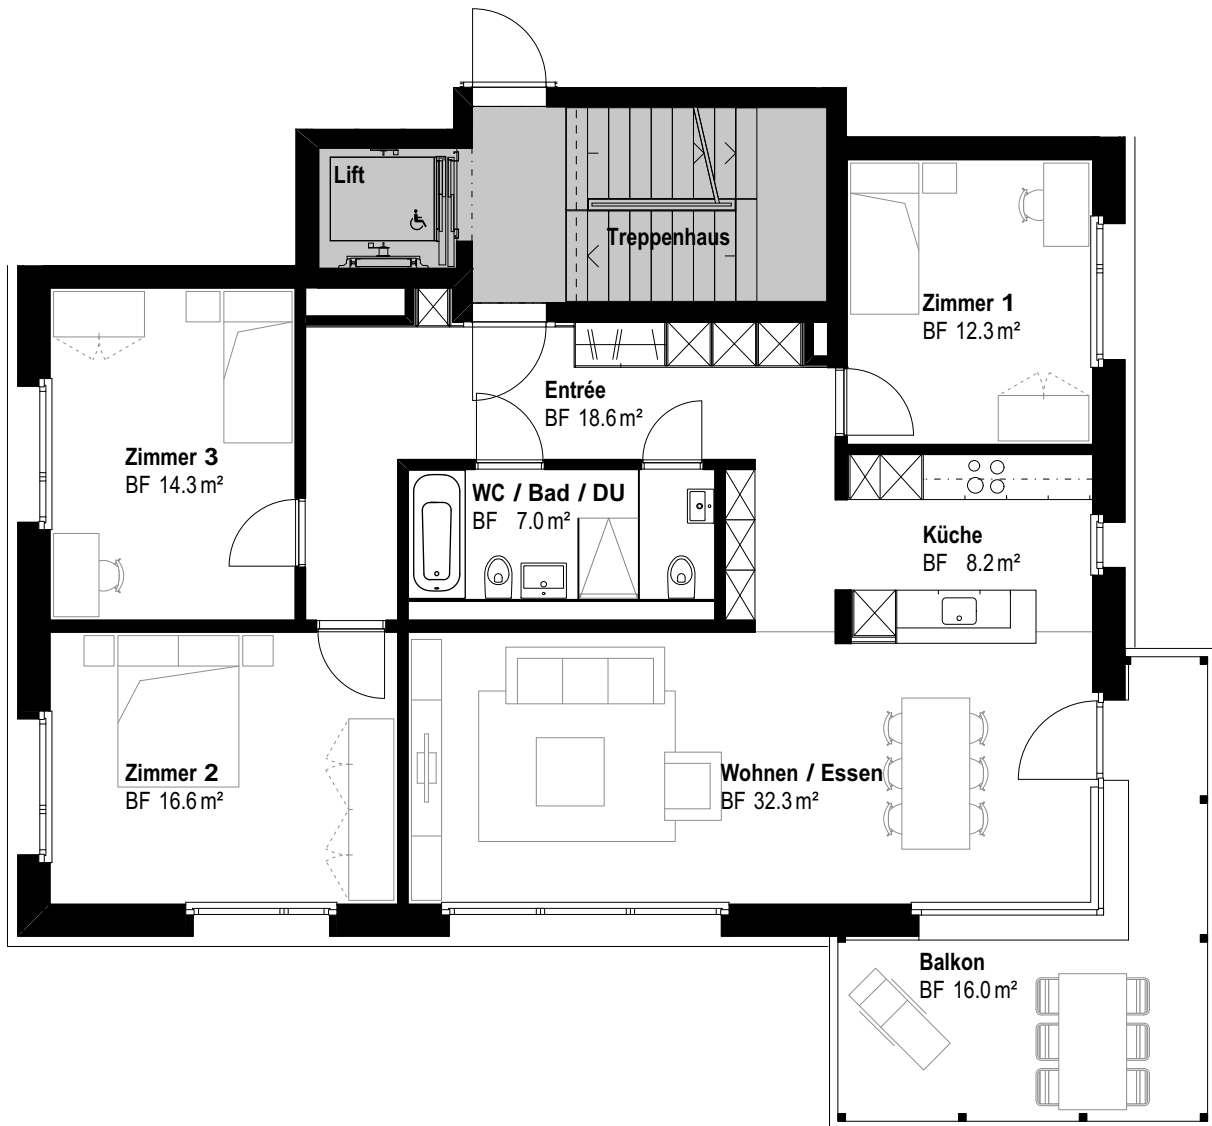 Lift
Treppenhaus
Zimmer 1
BF 12.3 m²
Entrée
BF 18.6 m²
Zimmer 3
BF 14.3 m²
WC / Bad / DU
BF 7.0 m²
Küche
BF 8.2 m²
Zimmer 2
BF 16.6 m²
Wohnen / Essen
BF 32.3 m²
Balkon
BF 16.0 m²